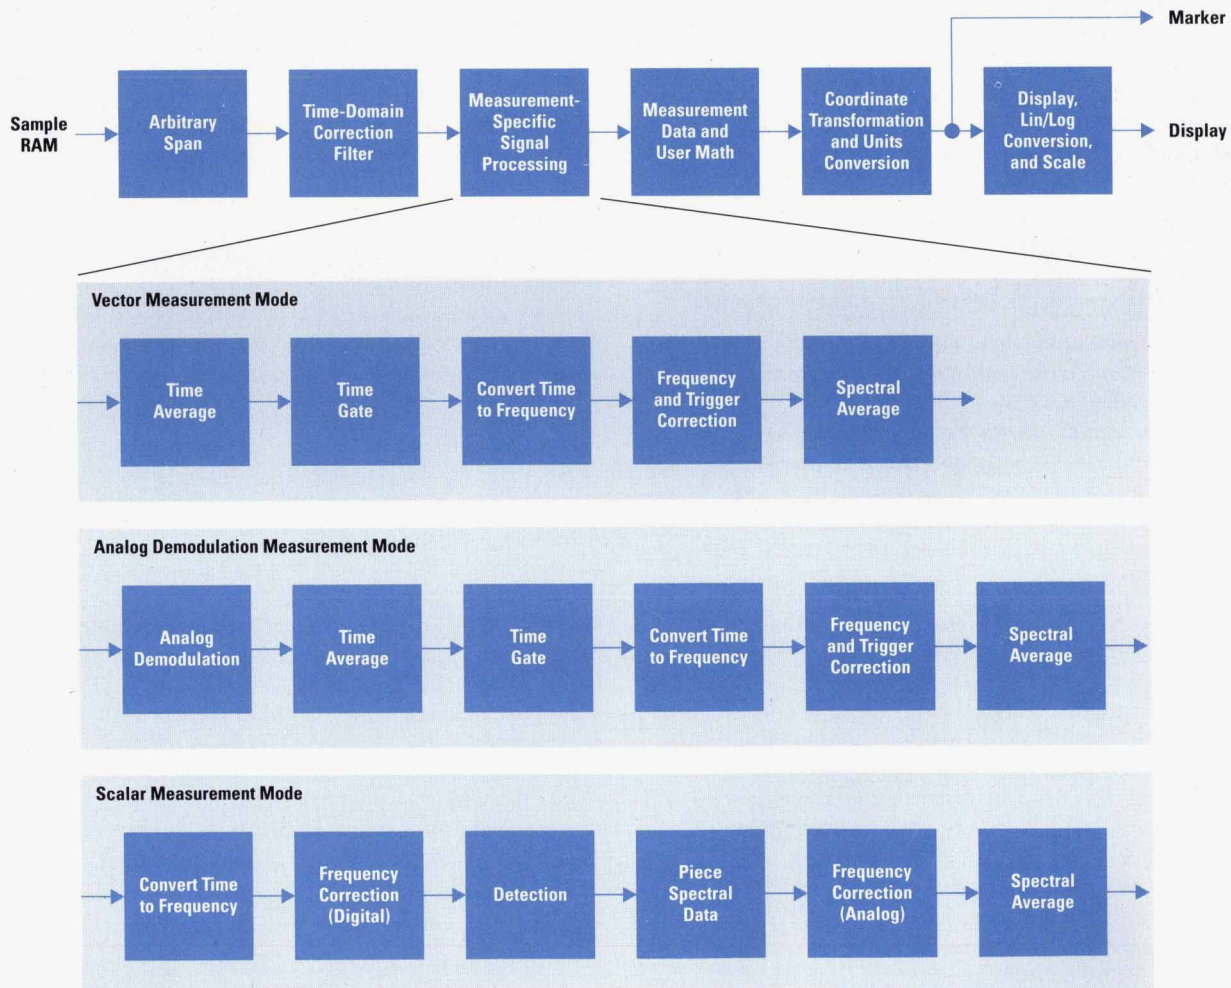 Marker
Sample
RAM
Arbitrary
Span
Time-Domain
Correction
Filter
Measurement-
Specific
Signal
Processing
Measurement
Data and
User Math
Coordinate
Transformation
and Units
Conversion
Display,
Lin/Log
Conversion,
and Scale
Display
Vector Measurement Mode
Time
Average
Time
Gate
Convert Time
to Frequency
Frequency
and Trigger
Correction
Spectral
Average
Analog Demodulation Measurement Mode
Analog
Demodulation
Time
Average
Time
Gate
Convert Time
to Frequency
Frequency
and Trigger
Correction
Spectral
Average
Scalar Measurement Mode
Convert Time
to Frequency
Frequency
Correction
(Digital)
Detection
Piece
Spectral
Data
Frequency
Correction
(Analog)
Spectral
Average